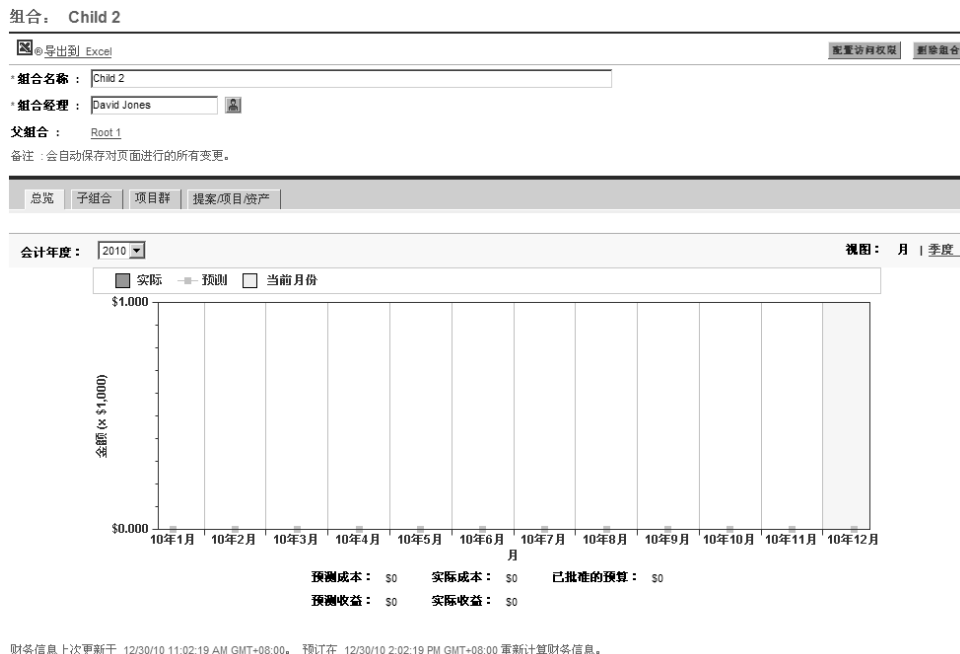 组合： Child 2
®导出到 Excel 配置访问权限 删除组合
*组合名称： Child 2
*组合经理： David Jones
父组合： Root 1
备注：会自动保存对页面进行的所有变更。
总览 子组合 项目群 提案/项目/资产
会计年度： 2010 视图： 月 | 季度
实际 预测 当前月份
$1.000
金额 (x $1,000)
$0.000
10年1月 10年2月 10年3月 10年4月 10年5月 10年6月 10年7月 10年8月 10年9月 10年10月 10年11月 10年12月
月
预测成本： $0 实际成本： $0 已批准的预算： $0
预测收益： $0 实际收益： $0
财务信息上次更新于 12/30/10 11:02:19 AM GMT+08:00。 预订在 12/30/10 2:02:19 PM GMT+08:00 重新计算财务信息。